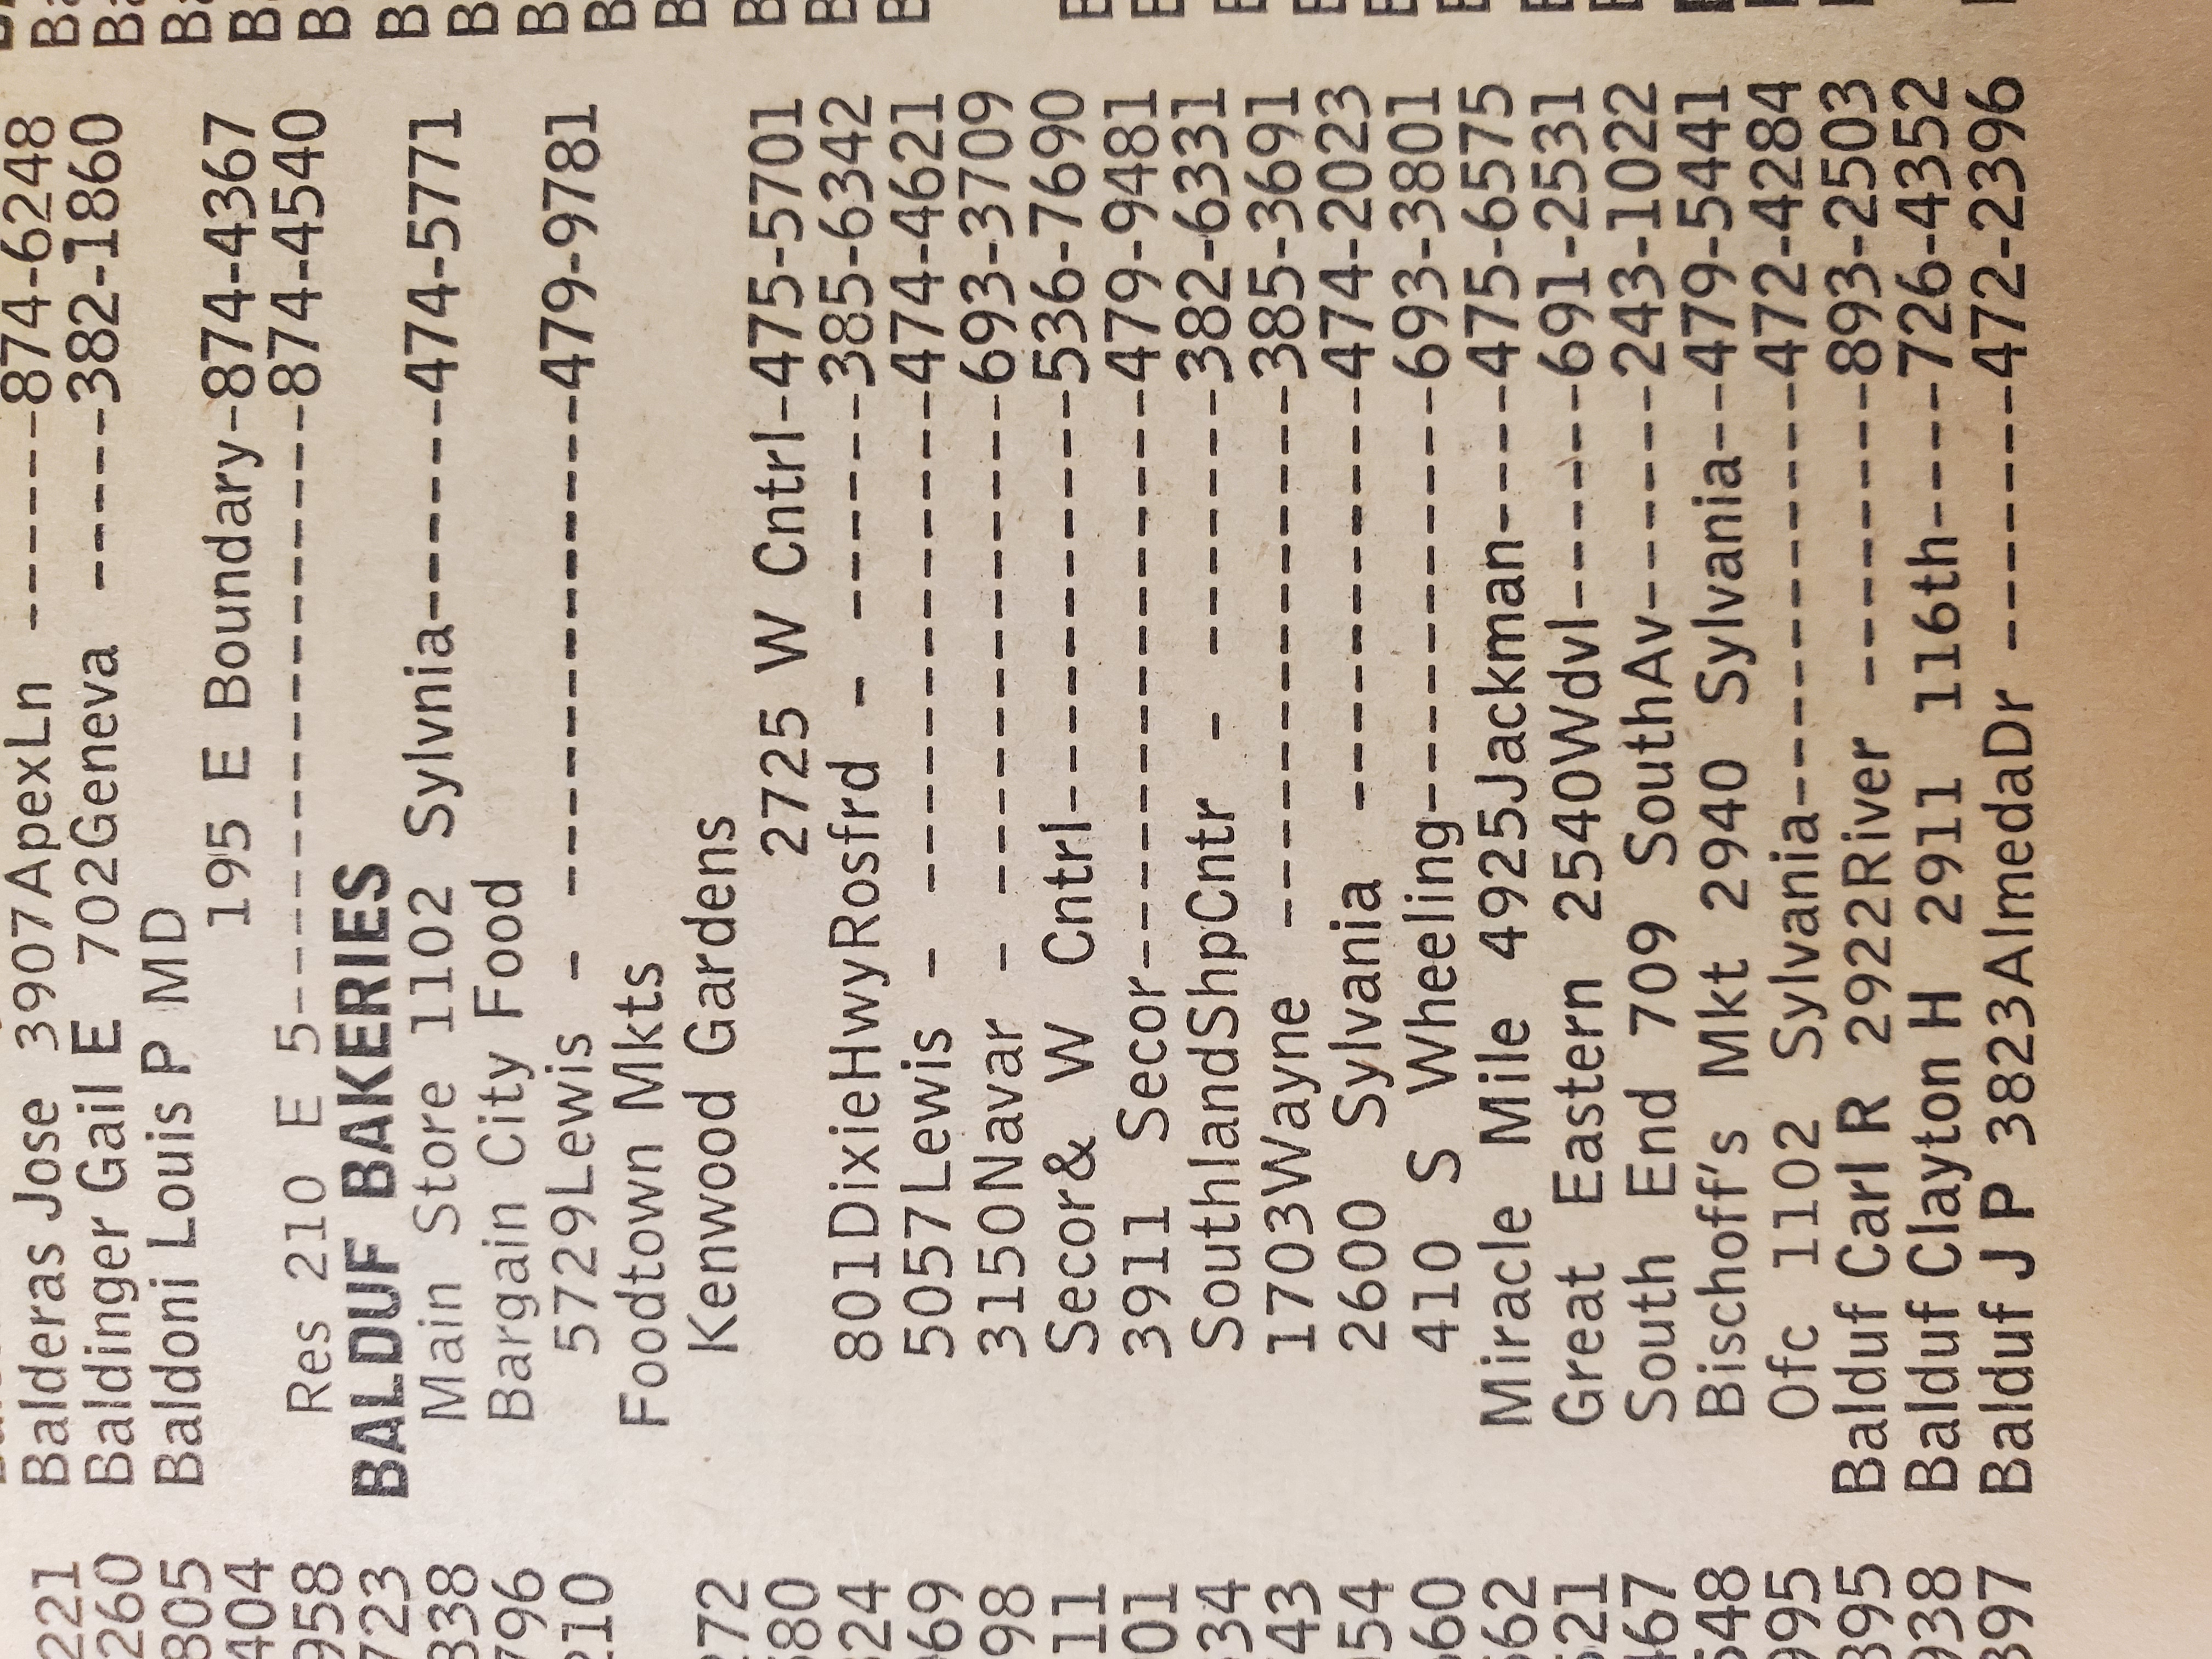 Balderas Jose 3907ApexLn -------874-6248
Baldinger Gail E 702Geneva -----382-1860
Baldoni Louis P MD
195 E Boundary-874-4367
Res 210 E 5----------------874-4540
BALDUF BAKERIES
Main Store 1102 Sylvnia-------474-5771
Bargain City Food
5729Lewis - --------------479-9781
Foodtown Mkts
Kenwood Gardens
2725 W Cntrl-475-5701
801DixieHwyRosfrd - ------385-6342
5057Lewis - --------------474-4621
3150Navar - --------------693-3709
Secor& W Cntrl------------536-7690
3911 Secor----------------479-9481
SouthlandShpCntr - -------382-6331
1703Wayne ---------------385-3691
2600 Sylvania ------------474-2023
410 S Wheeling------------693-3801
Miracle Mile 4925Jackman----475-6575
Great Eastern 2540Wdvl------691-2531
South End 709 SouthAv------243-1022
Bischoff's Mkt 2940 Sylvania--479-5441
Ofc 1102 Sylvania------------472-4284
Balduf Carl R 2922River --------893-2503
Balduf Clayton H 2911 116th----726-4352
Balduf J P 3823AlmedaDr -------472-2396